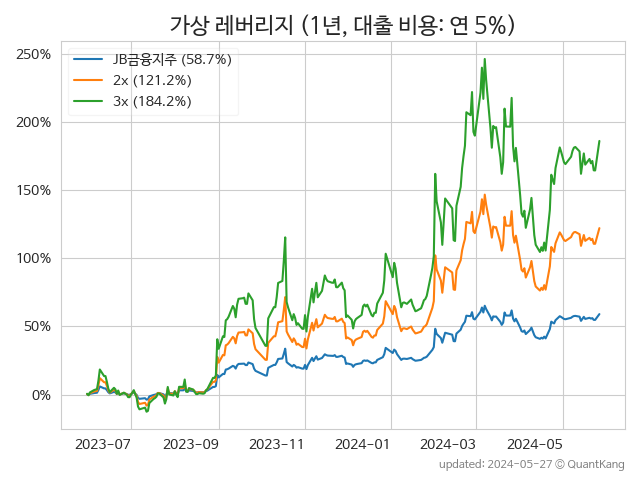 가상 레버리지 (1년, 대출 비용: 연 5%)
250%
200%
150%
100%
50%
0%
JB금융지주 (58.7%)
2x (121.2%)
3x (184.2%)
2023-07
2023-09
2023-11
2024-01
2024-03
2024-05
updated: 2024-05-27 © QuantKang